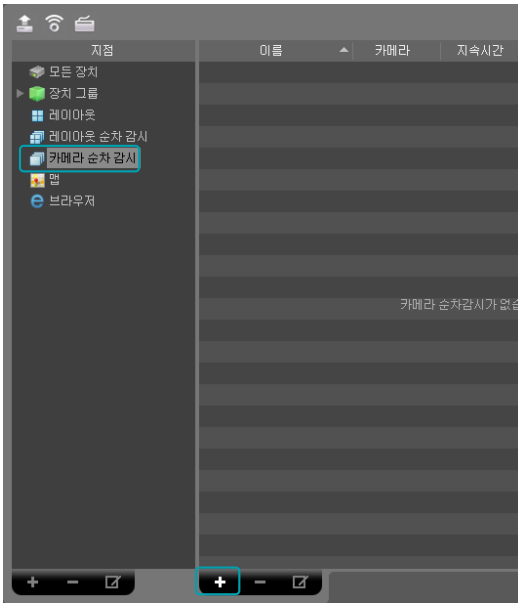 지점
이름 카메라 지속시간
모든 장치
장치 그룹
레이아웃
레이아웃 순차 감시
카메라 순차 감시
맵
브라우저
카메라 순차감시가 없